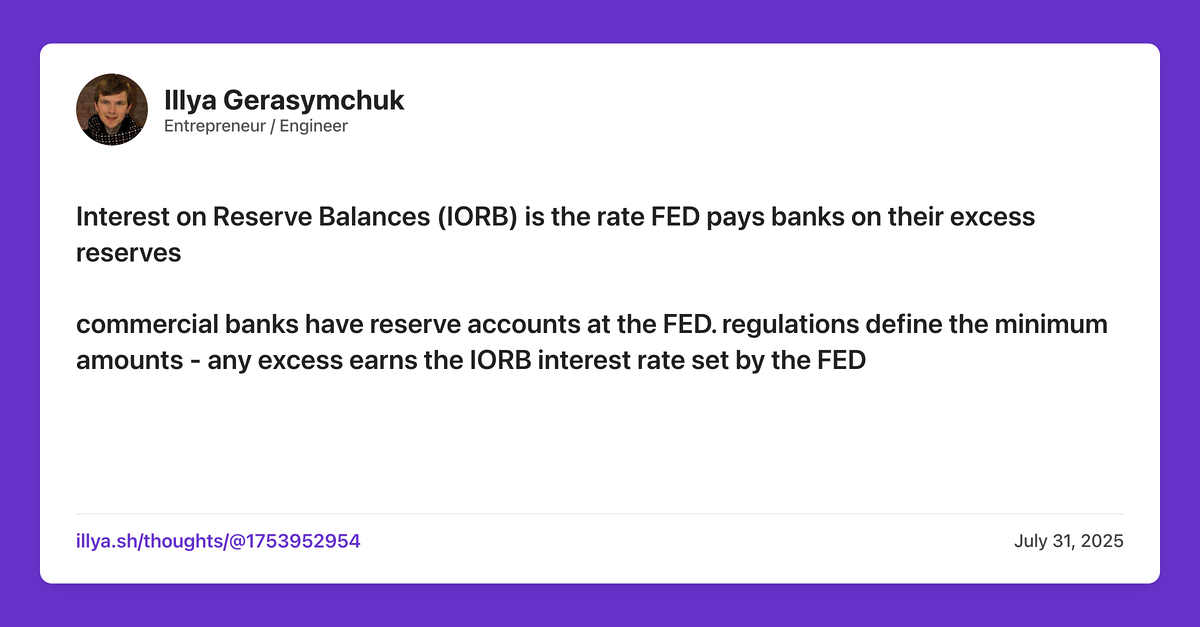 Illya Gerasymchuk
Entrepreneur / Engineer
Interest on Reserve Balances (IORB) is the rate FED pays banks on their excess
reserves
commercial banks have reserve accounts at the FED. regulations define the minimum
amounts - any excess earns the IORB interest rate set by the FED
illya.sh/thoughts/@1753952954
July 31, 2025